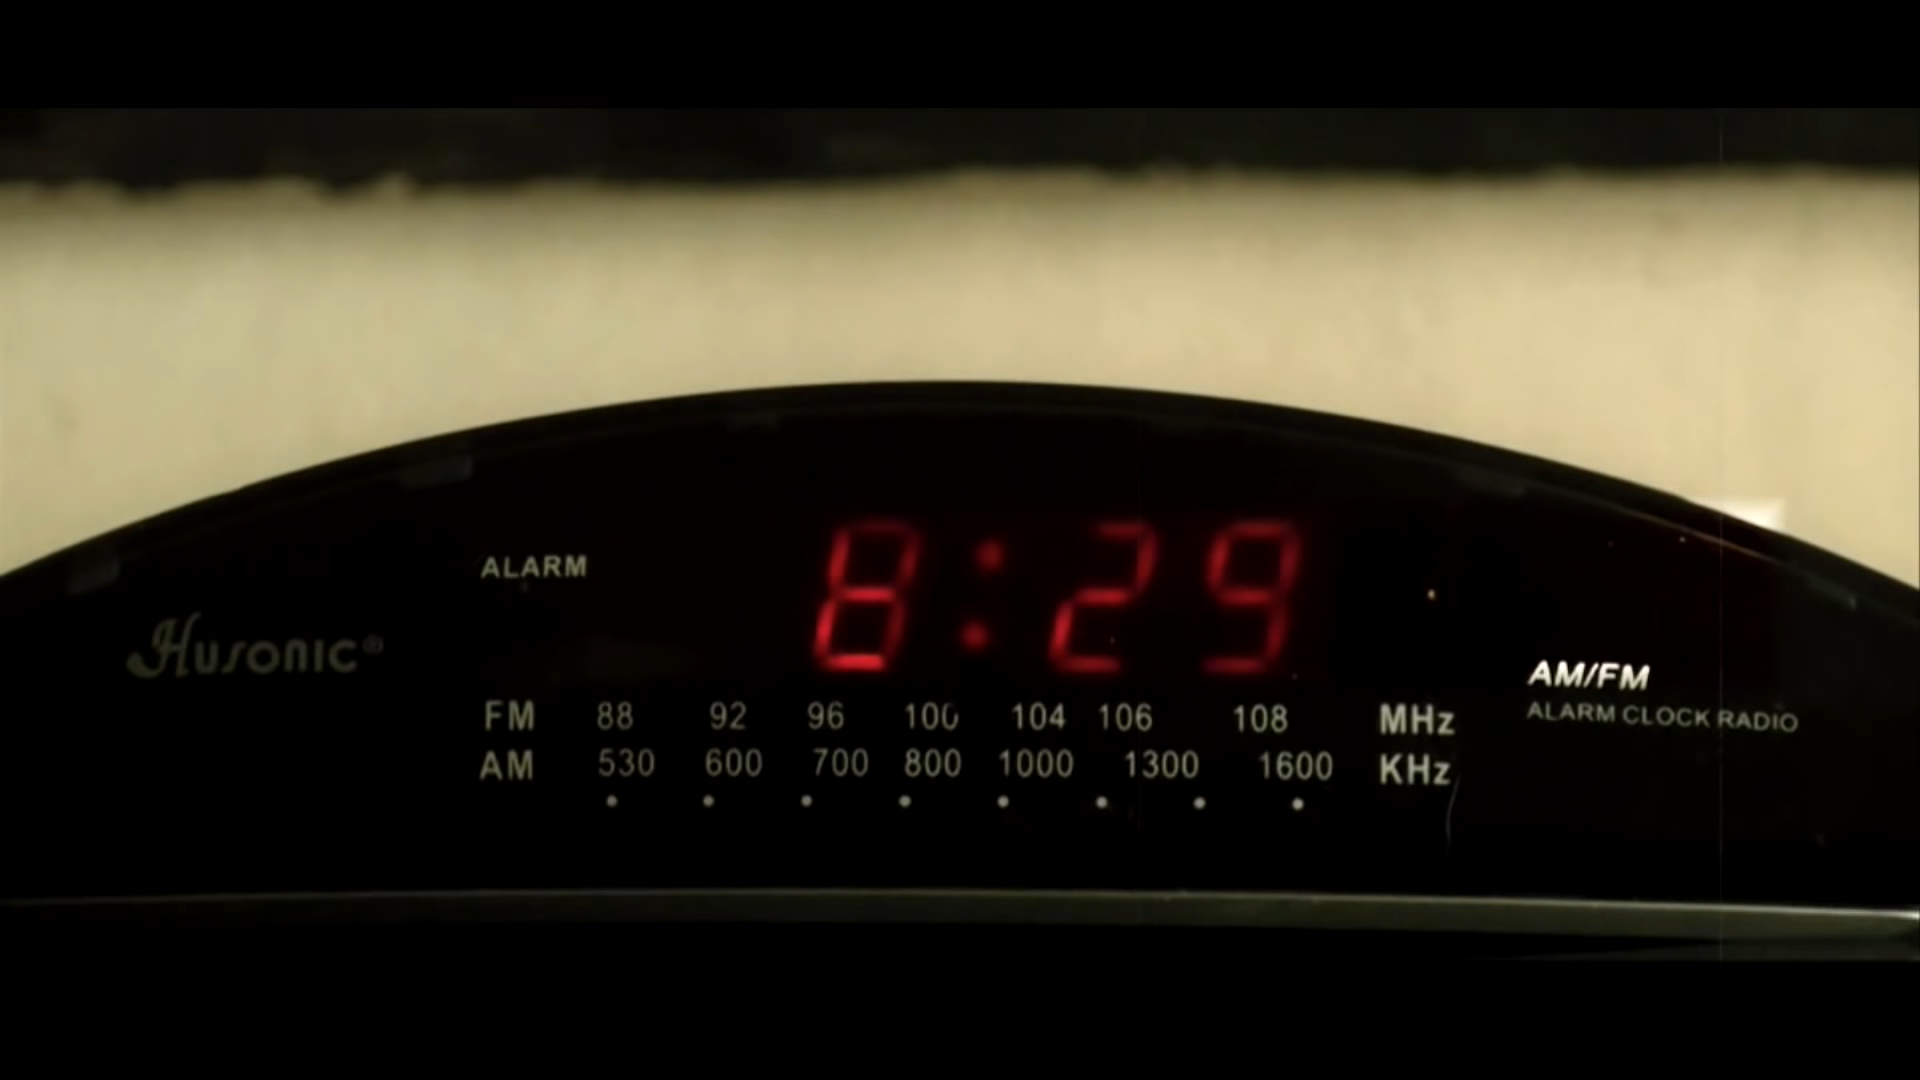 ALARM
8:29
Husonic®
FM 88 92 96 100 104 106 108 MHz
AM 530 600 700 800 1000 1300 1600 KHz
AM/FM
ALARM CLOCK RADIO